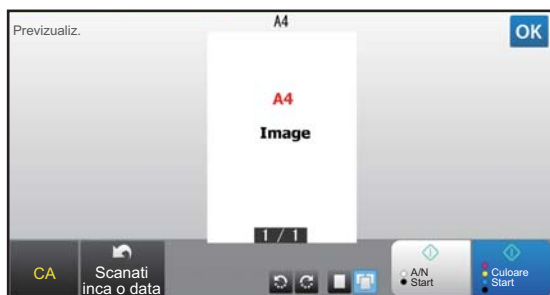 A4
Previzualiz.
OK
A4
Image
1 / 1
CA
Scanati
inca o data
A/N
Start
Culoare
Start